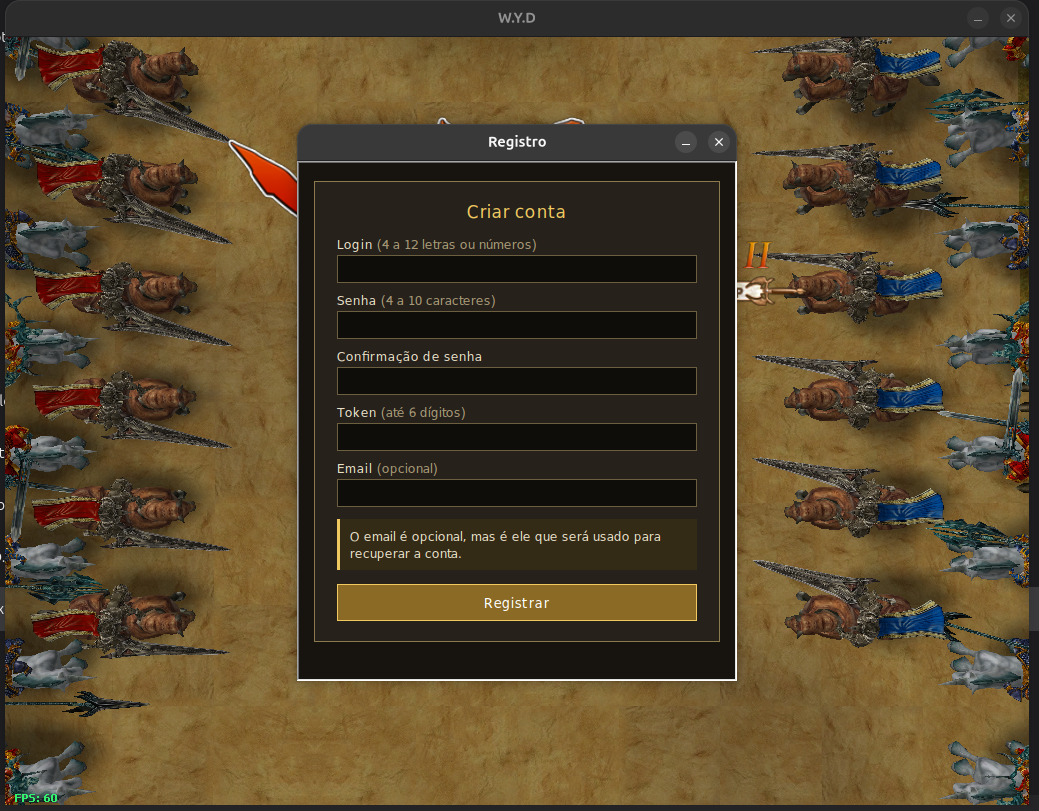 W.Y.D
Registro
Criar conta
Login (4 a 12 letras ou números)
Senha (4 a 10 caracteres)
Confirmação de senha
Token (até 6 dígitos)
Email (opcional)
O email é opcional, mas é ele que será usado para
recuperar a conta.
Registrar
FPS: 60